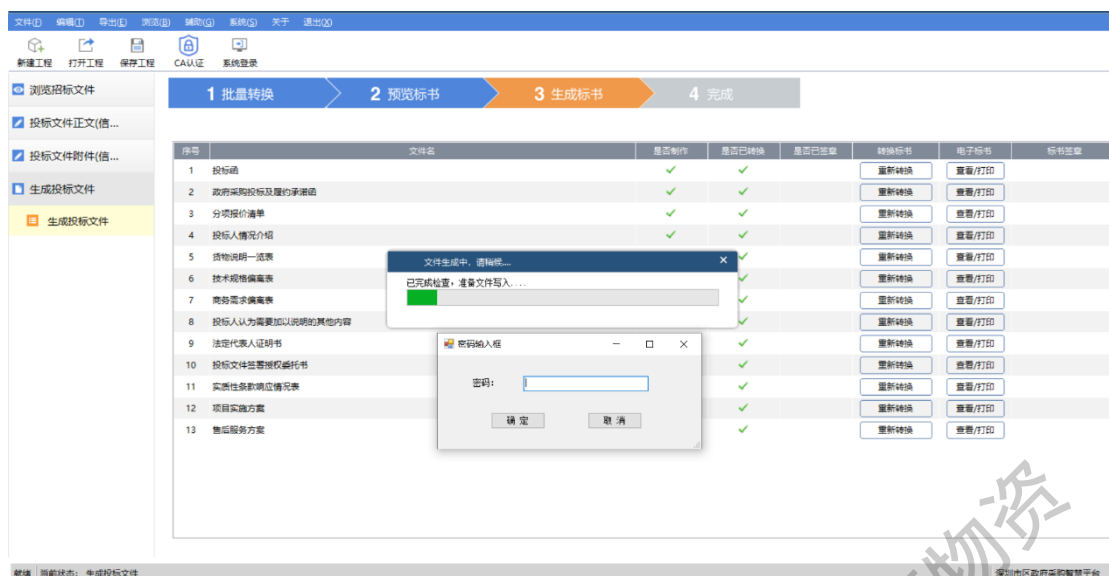 文件(F) 编辑(T) 导出(E) 浏览(B) 辅助(G) 系统(S) 关于 退出(X)
新建工程 打开工程 保存工程 CA认证 系统登录
浏览招标文件
1 批量转换 2 预览标书 3 生成标书 4 完成
投标文件正文(信...
投标文件附件(信...
生成投标文件
生成投标文件
序号 文件名 是否制作 是否已转换 是否已签章 转换标书 电子标书 标书签章
1 投标函 重新转换 查看/打印
2 政府采购投标及履约承诺函 重新转换 查看/打印
3 分项报价清单 重新转换 查看/打印
4 投标人情况介绍 重新转换 查看/打印
5 货物说明一览表 重新转换 查看/打印
6 技术规格偏离表 重新转换 查看/打印
7 商务需求偏离表 重新转换 查看/打印
8 投标人认为需要加以说明的其他内容 重新转换 查看/打印
9 法定代表人证明书 重新转换 查看/打印
10 投标文件签署授权委托书 重新转换 查看/打印
11 实质性条款响应情况表 重新转换 查看/打印
12 项目实施方案 重新转换 查看/打印
13 售后服务方案 重新转换 查看/打印
文件生成中，请稍候....
已完成检查，准备文件写入....
密码输入框
密码：
确 定 取 消
物资
就绪 当前状态： 生成投标文件 深圳市区政府采购智慧平台